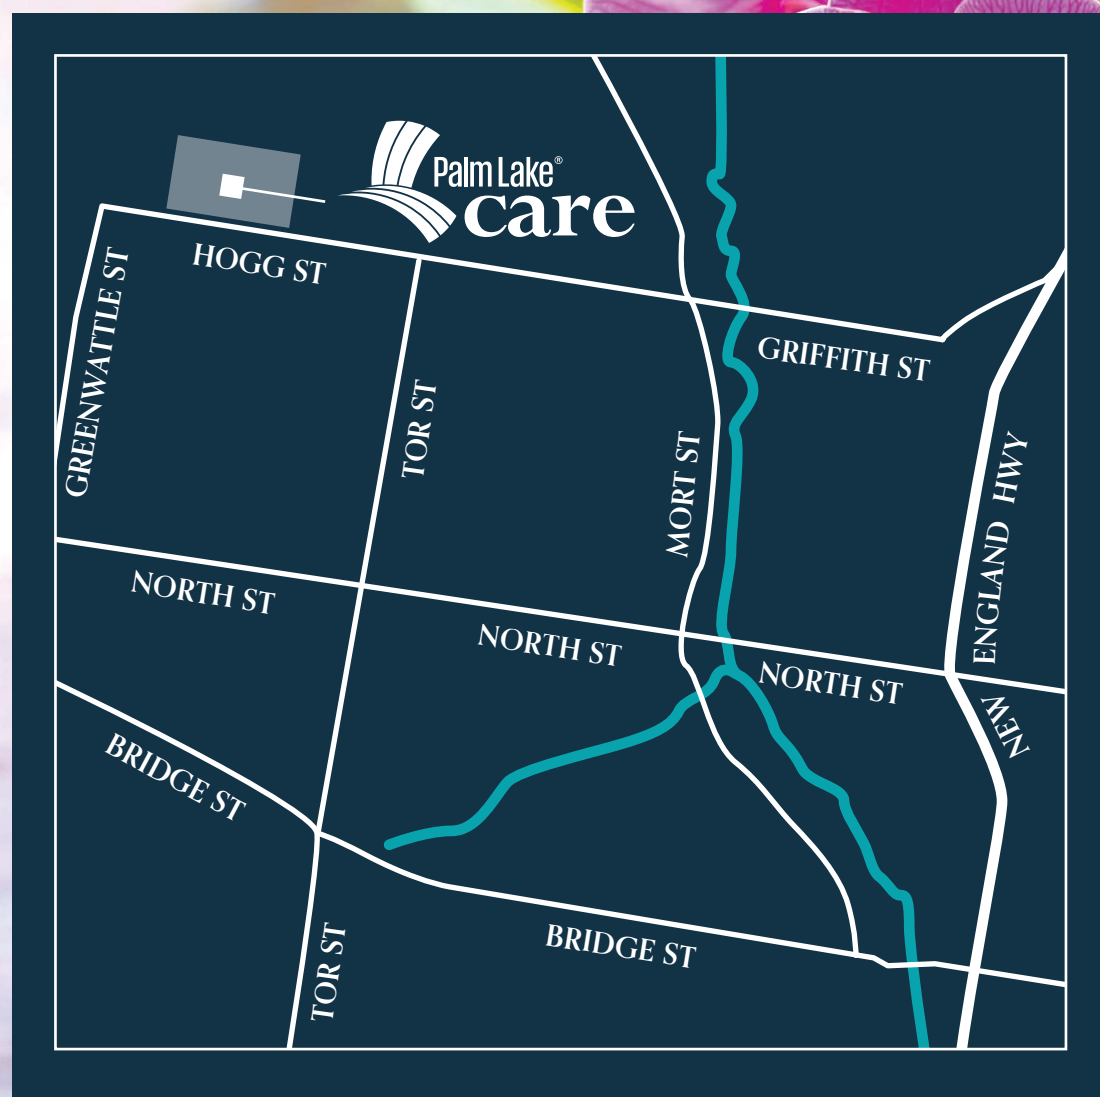 Palm Lake®
care
HOGG ST
GREENWATTLE ST
TOR ST
GRIFFITH ST
MORT ST
ENGLAND HWY
NORTH ST
NORTH ST
NORTH ST
NEW
BRIDGE ST
BRIDGE ST
TOR ST